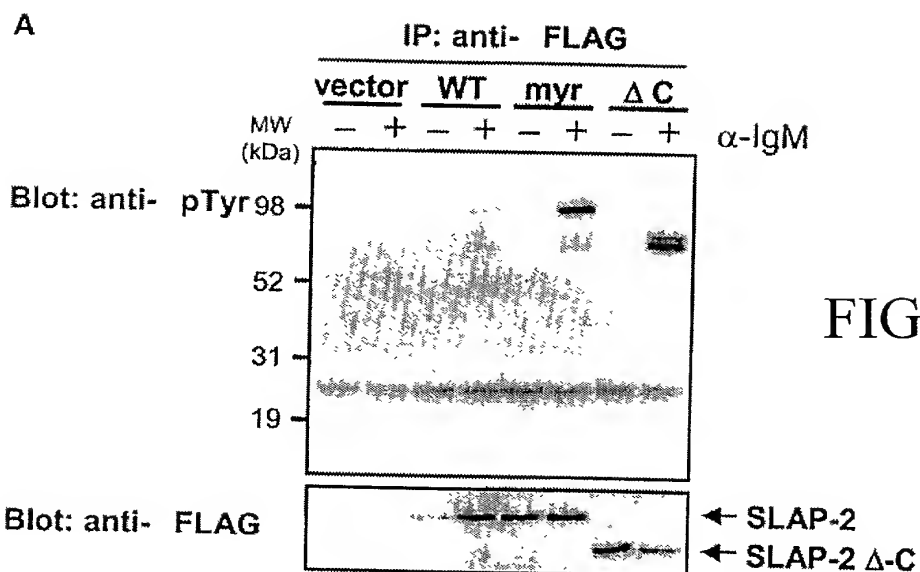 A
IP: anti- FLAG
vector WT myr Δ C
MW (kDa) – + – + – + – + α-IgM
Blot: anti- pTyr 98
52
31
19
FIG
Blot: anti- FLAG ← SLAP-2
← SLAP-2 Δ-C